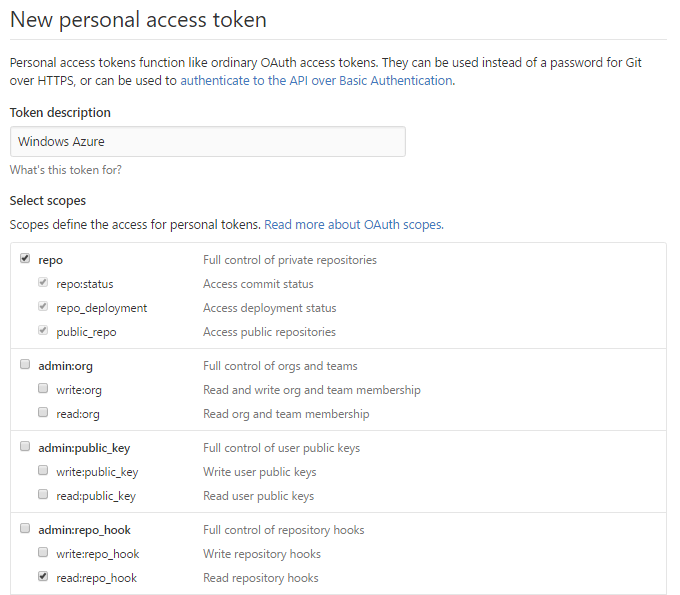 New personal access token
Personal access tokens function like ordinary OAuth access tokens. They can be used instead of a password for Git
over HTTPS, or can be used to authenticate to the API over Basic Authentication.
Token description
Windows Azure
What's this token for?
Select scopes
Scopes define the access for personal tokens. Read more about OAuth scopes.
repo Full control of private repositories
repo:status Access commit status
repo_deployment Access deployment status
public_repo Access public repositories
admin:org Full control of orgs and teams
write:org Read and write org and team membership
read:org Read org and team membership
admin:public_key Full control of user public keys
write:public_key Write user public keys
read:public_key Read user public keys
admin:repo_hook Full control of repository hooks
write:repo_hook Write repository hooks
read:repo_hook Read repository hooks